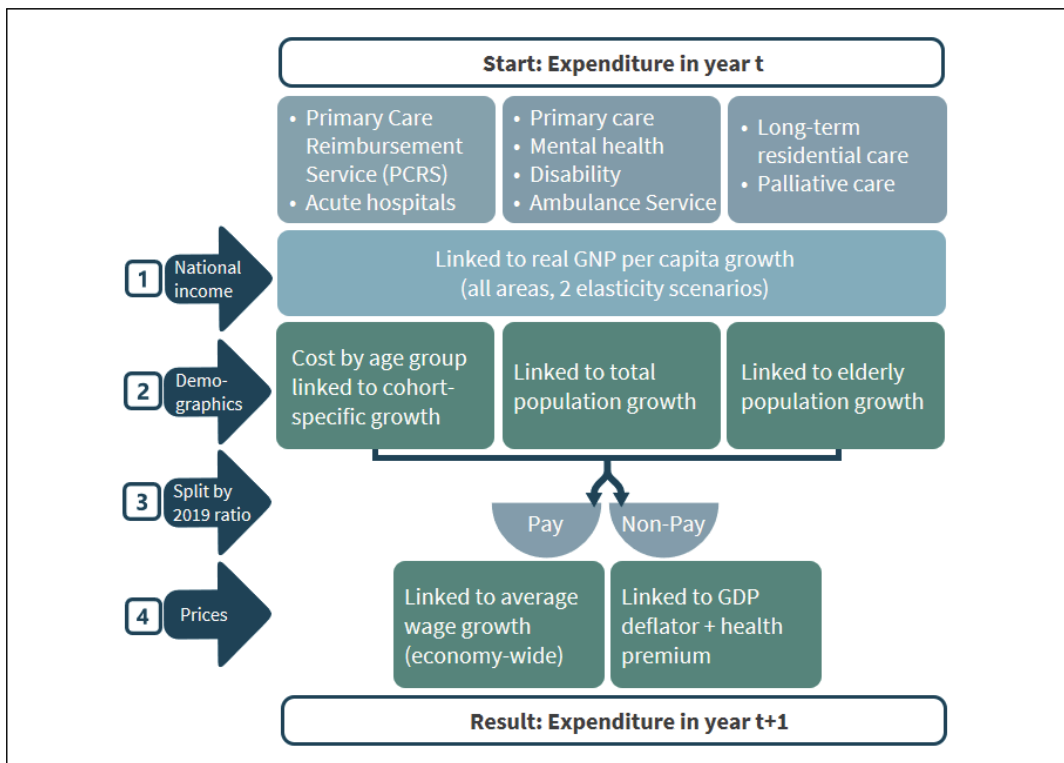 Start: Expenditure in year t
• Primary Care
Reimbursement
Service (PCRS)
• Acute hospitals
• Primary care
• Mental health
• Disability
• Ambulance Service
• Long-term
residential care
• Palliative care
1
National
income
Linked to real GNP per capita growth
(all areas, 2 elasticity scenarios)
2
Demo-
graphics
Cost by age group
linked to cohort-
specific growth
Linked to total
population growth
Linked to elderly
population growth
3
Split by
2019 ratio
Pay
Non-Pay
4
Prices
Linked to average
wage growth
(economy-wide)
Linked to GDP
deflator + health
premium
Result: Expenditure in year t+1